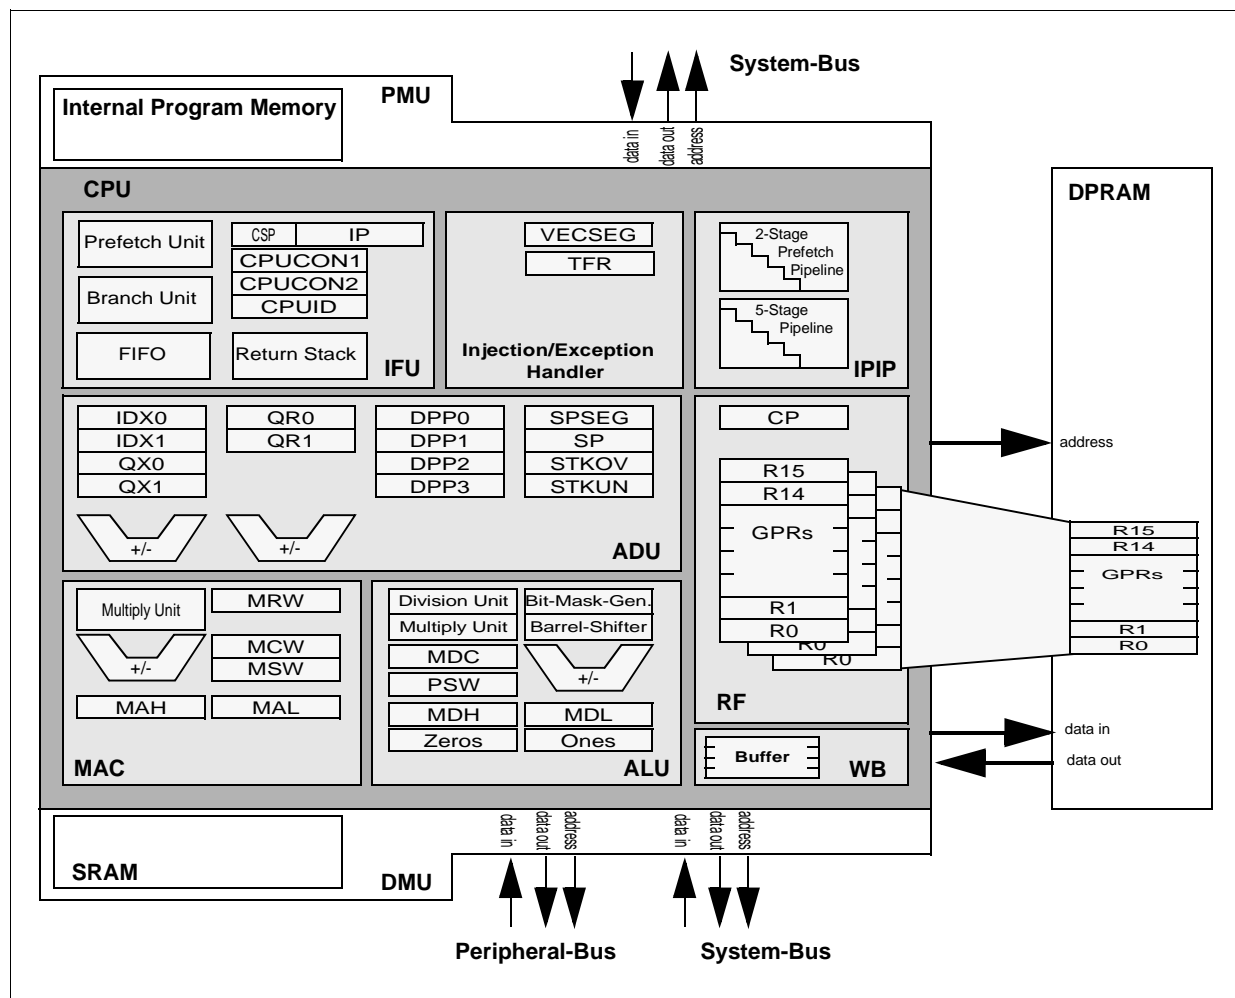 System-Bus
Internal Program Memory
PMU
data in
data out
address
CPU
DPRAM
Prefetch Unit
CSP
IP
CPUCON1
CPUCON2
CPUID
Branch Unit
FIFO
Return Stack
IFU
VECSEG
TFR
Injection/Exception
Handler
2-Stage
Prefetch
Pipeline
5-Stage
Pipeline
IPIP
IDX0
IDX1
QX0
QX1
QR0
QR1
DPP0
DPP1
DPP2
DPP3
SPSEG
SP
STKOV
STKUN
+/-
+/-
ADU
CP
R15
R14
GPRs
R1
R0
R0
R0
RF
address
R15
R14
GPRs
R1
R0
Multiply Unit
MRW
+/-
MCW
MSW
MAH
MAL
MAC
Division Unit
Bit-Mask-Gen.
Multiply Unit
Barrel-Shifter
MDC
PSW
+/-
MDH
MDL
Zeros
Ones
ALU
Buffer
WB
data in
data out
SRAM
DMU
data in
data out
address
data in
data out
address
Peripheral-Bus
System-Bus